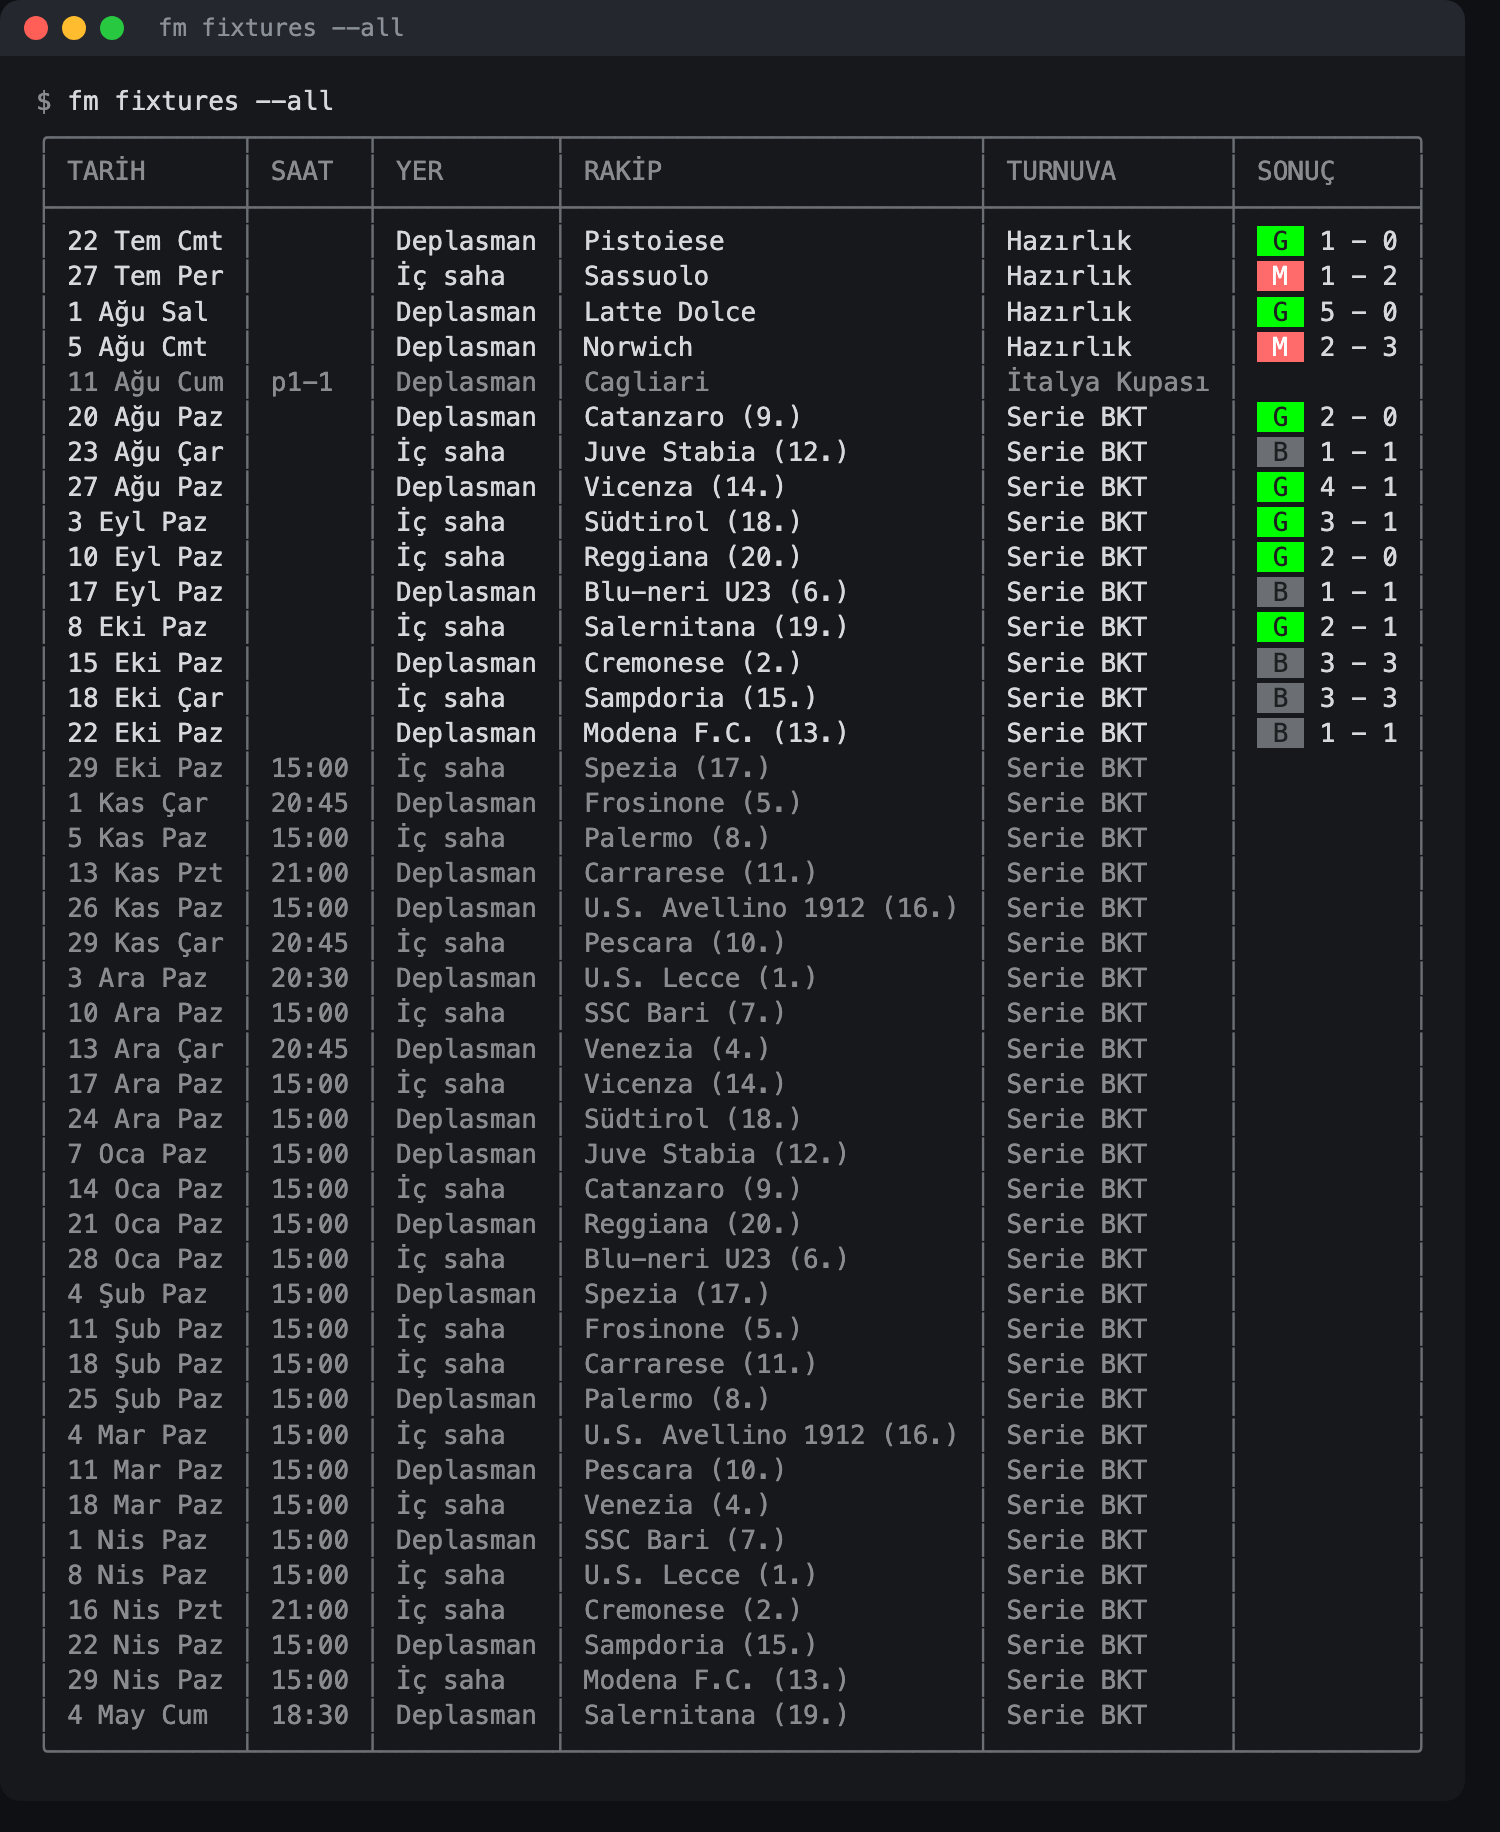 fm fixtures --all
$ fm fixtures --all
TARİH SAAT YER RAKİP TURNUVA SONUÇ
22 Tem Cmt Deplasman Pistoiese Hazırlık G 1 - 0
27 Tem Per İç saha Sassuolo Hazırlık M 1 - 2
1 Ağu Sal Deplasman Latte Dolce Hazırlık G 5 - 0
5 Ağu Cmt Deplasman Norwich Hazırlık M 2 - 3
11 Ağu Cum p1-1 Deplasman Cagliari İtalya Kupası
20 Ağu Paz Deplasman Catanzaro (9.) Serie BKT G 2 - 0
23 Ağu Çar İç saha Juve Stabia (12.) Serie BKT B 1 - 1
27 Ağu Paz Deplasman Vicenza (14.) Serie BKT G 4 - 1
3 Eyl Paz İç saha Südtirol (18.) Serie BKT G 3 - 1
10 Eyl Paz İç saha Reggiana (20.) Serie BKT G 2 - 0
17 Eyl Paz Deplasman Blu-neri U23 (6.) Serie BKT B 1 - 1
8 Eki Paz İç saha Salernitana (19.) Serie BKT G 2 - 1
15 Eki Paz Deplasman Cremonese (2.) Serie BKT B 3 - 3
18 Eki Çar İç saha Sampdoria (15.) Serie BKT B 3 - 3
22 Eki Paz Deplasman Modena F.C. (13.) Serie BKT B 1 - 1
29 Eki Paz 15:00 İç saha Spezia (17.) Serie BKT
1 Kas Çar 20:45 Deplasman Frosinone (5.) Serie BKT
5 Kas Paz 15:00 İç saha Palermo (8.) Serie BKT
13 Kas Pzt 21:00 Deplasman Carrarese (11.) Serie BKT
26 Kas Paz 15:00 Deplasman U.S. Avellino 1912 (16.) Serie BKT
29 Kas Çar 20:45 İç saha Pescara (10.) Serie BKT
3 Ara Paz 20:30 Deplasman U.S. Lecce (1.) Serie BKT
10 Ara Paz 15:00 İç saha SSC Bari (7.) Serie BKT
13 Ara Çar 20:45 Deplasman Venezia (4.) Serie BKT
17 Ara Paz 15:00 İç saha Vicenza (14.) Serie BKT
24 Ara Paz 15:00 Deplasman Südtirol (18.) Serie BKT
7 Oca Paz 15:00 Deplasman Juve Stabia (12.) Serie BKT
14 Oca Paz 15:00 İç saha Catanzaro (9.) Serie BKT
21 Oca Paz 15:00 Deplasman Reggiana (20.) Serie BKT
28 Oca Paz 15:00 İç saha Blu-neri U23 (6.) Serie BKT
4 Şub Paz 15:00 Deplasman Spezia (17.) Serie BKT
11 Şub Paz 15:00 İç saha Frosinone (5.) Serie BKT
18 Şub Paz 15:00 İç saha Carrarese (11.) Serie BKT
25 Şub Paz 15:00 Deplasman Palermo (8.) Serie BKT
4 Mar Paz 15:00 İç saha U.S. Avellino 1912 (16.) Serie BKT
11 Mar Paz 15:00 Deplasman Pescara (10.) Serie BKT
18 Mar Paz 15:00 İç saha Venezia (4.) Serie BKT
1 Nis Paz 15:00 Deplasman SSC Bari (7.) Serie BKT
8 Nis Paz 15:00 İç saha U.S. Lecce (1.) Serie BKT
16 Nis Pzt 21:00 İç saha Cremonese (2.) Serie BKT
22 Nis Paz 15:00 Deplasman Sampdoria (15.) Serie BKT
29 Nis Paz 15:00 İç saha Modena F.C. (13.) Serie BKT
4 May Cum 18:30 Deplasman Salernitana (19.) Serie BKT